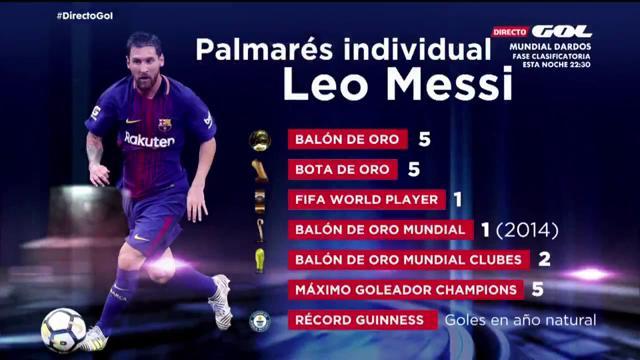 #DirectoGol
DIRECTO GOL
MUNDIAL DARDOS
FASE CLASIFICATORIA
ESTA NOCHE 22:30
Palmarés individual
Leo Messi
BALÓN DE ORO 5
BOTA DE ORO 5
FIFA WORLD PLAYER 1
BALÓN DE ORO MUNDIAL 1 (2014)
BALÓN DE ORO MUNDIAL CLUBES 2
MÁXIMO GOLEADOR CHAMPIONS 5
RÉCORD GUINNESS Goles en año natural
Rakuten